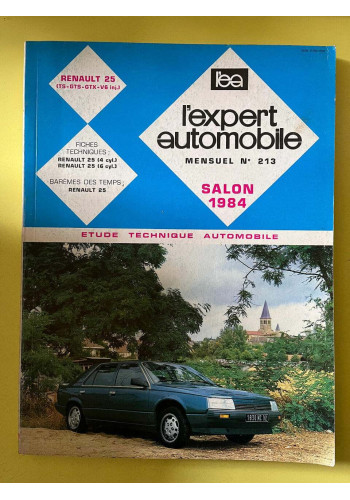 RENAULT 25
(TS-GTS-GTX-V6 inj.)
l'ea
l'expert
automobile
MENSUEL N° 213
FICHES
TECHNIQUES:
RENAULT 25 (4 cyl.)
RENAULT 25 (6 cyl.)
BARÈMES DES TEMPS;
RENAULT 25
SALON
1984
ETUDE TECHNIQUE AUTOMOBILE